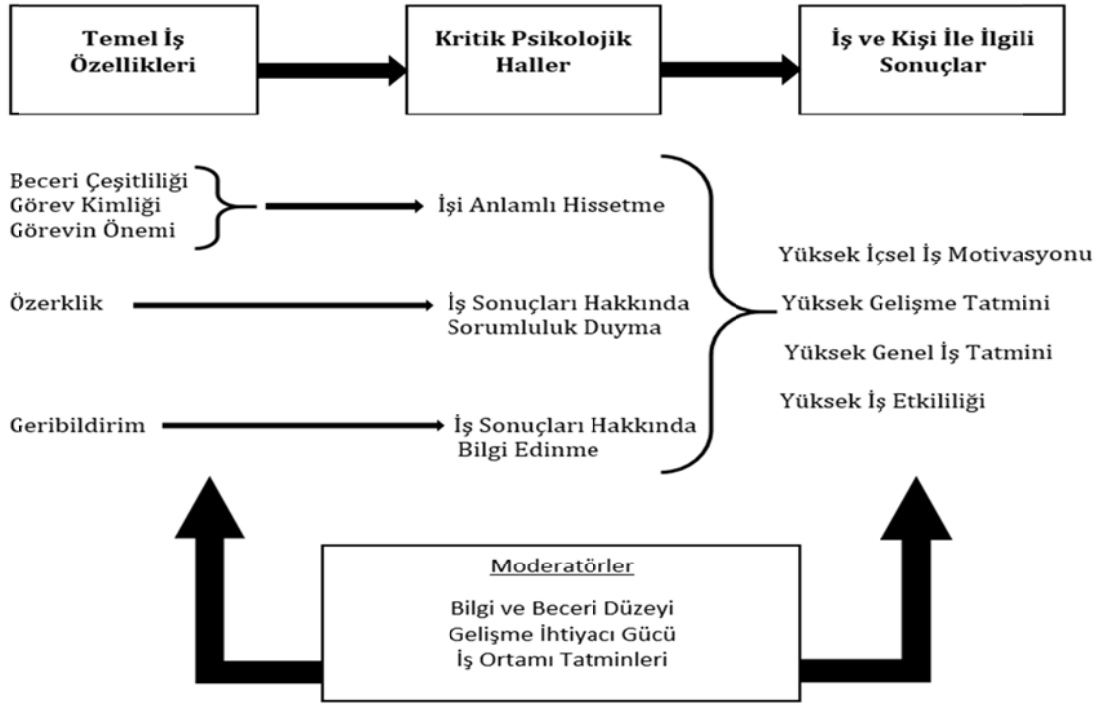 Temel İş
Özellikleri
Kritik Psikolojik
Haller
İş ve Kişi İle İlgili
Sonuçlar
Beceri Çeşitliliği
Görev Kimliği
Görevin Önemi
İşi Anlamlı Hissetme
Özerklik
İş Sonuçları Hakkında
Sorumluluk Duyma
Geribildirim
İş Sonuçları Hakkında
Bilgi Edinme
Yüksek İçsel İş Motivasyonu
Yüksek Gelişme Tatmini
Yüksek Genel İş Tatmini
Yüksek İş Etkililiği
Moderatörler
Bilgi ve Beceri Düzeyi
Gelişme İhtiyacı Gücü
İş Ortamı Tatminleri